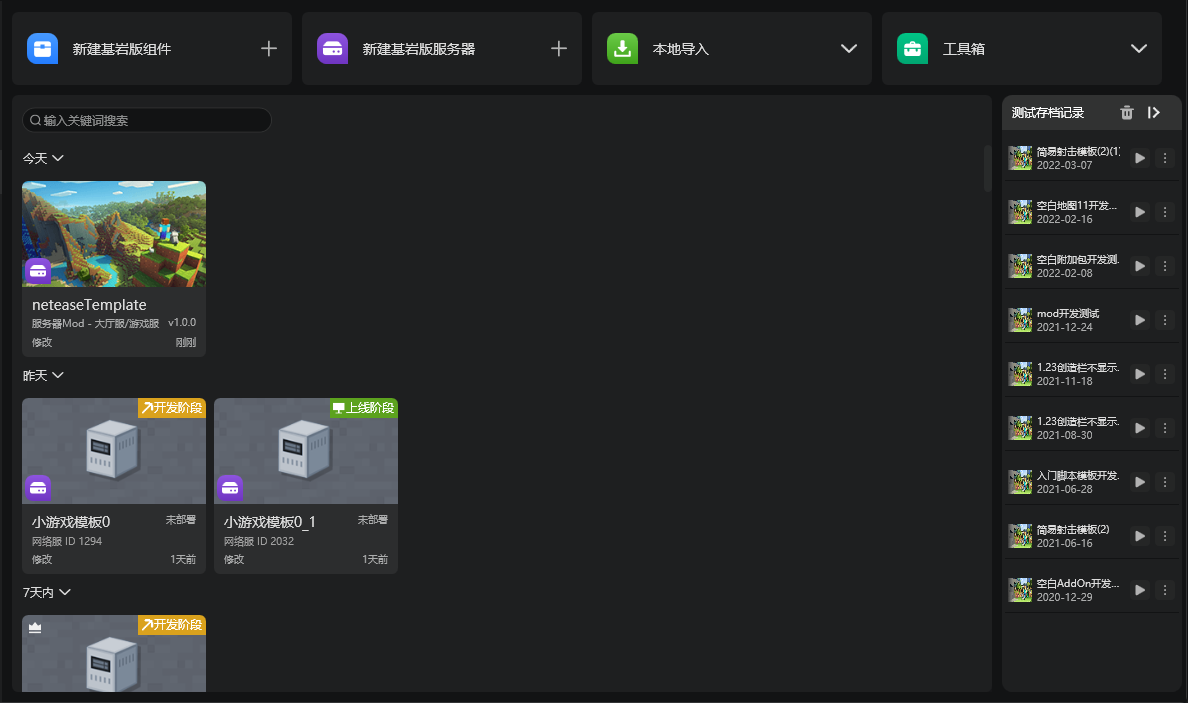 新建基岩版组件
新建基岩版服务器
本地导入
工具箱
输入关键词搜索
今天
neteaseTemplate
服务器Mod - 大厅服/游戏服 v1.0.0
修改 刚刚
昨天
开发阶段
小游戏模板0 未部署
网络服 ID 1294
修改 1天前
上线阶段
小游戏模板0_1 未部署
网络服 ID 2032
修改 1天前
7天内
开发阶段
测试存档记录
简易射击模板(2)(1)
2022-03-07
空白地图11开发...
2022-02-16
空白附加包开发测.
2022-02-08
mod开发测试
2021-12-24
1.23创造栏不显示.
2021-11-18
1.23创造栏不显示.
2021-08-30
入门脚本模板开发.
2021-06-28
简易射击模板(2)
2021-06-16
空白AddOn开发...
2020-12-29